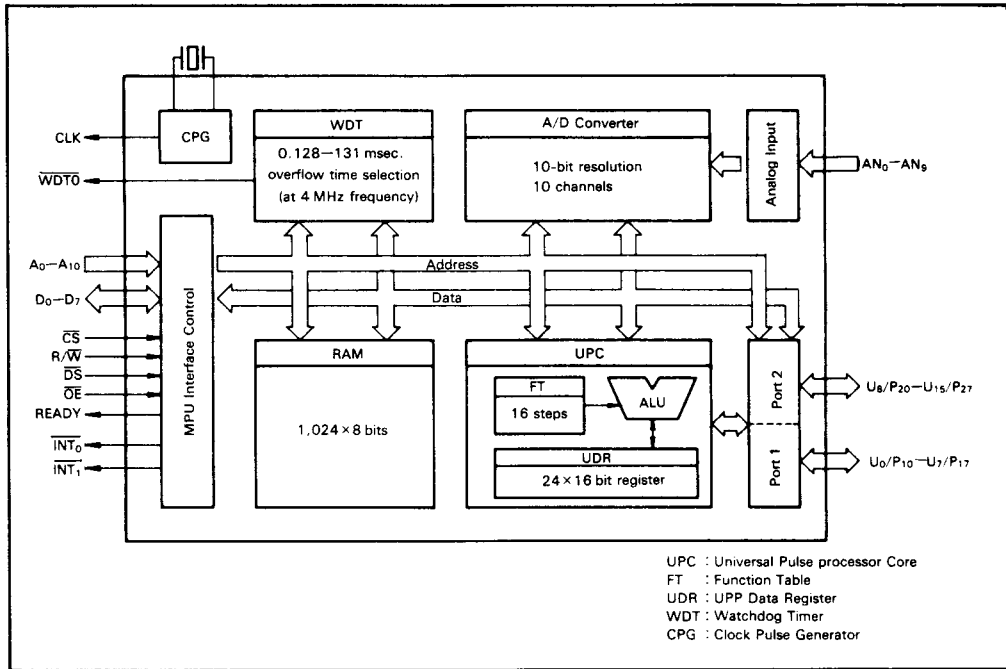 CPG
CLK
WDT
0.128—131 msec.
overflow time selection
(at 4 MHz frequency)
WDTO
A/D Converter
10-bit resolution
10 channels
Analog Input
AN₀—AN₉
MPU Interface Control
A₀—A₁₀
D₀—D₇
CS
R/W
DS
OE
READY
INT₀
INT₁
Address
Data
RAM
1,024 × 8 bits
UPC
FT
16 steps
ALU
UDR
24 × 16 bit register
Port 2
Port 1
U₈/P₂₀—U₁₅/P₂₇
U₀/P₁₀—U₇/P₁₇
UPC : Universal Pulse processor Core
FT : Function Table
UDR : UPP Data Register
WDT : Watchdog Timer
CPG : Clock Pulse Generator